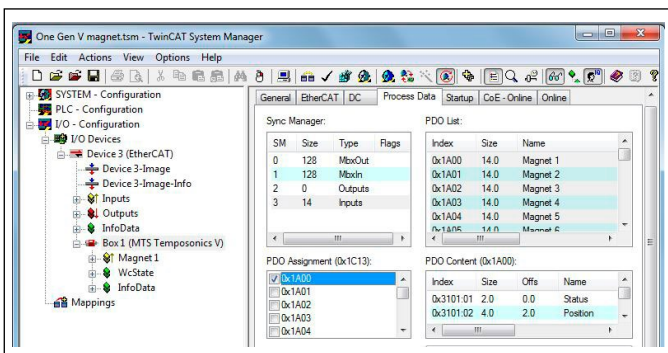 One Gen V magnet.tsm - TwinCAT System Manager
File Edit Actions View Options Help
SYSTEM - Configuration
PLC - Configuration
I/O - Configuration
I/O Devices
Device 3 (EtherCAT)
Device 3-Image
Device 3-Image-Info
Inputs
Outputs
InfoData
Box 1 (MTS Temposonics V)
Magnet 1
WcState
InfoData
Mappings
General EtherCAT DC Process Data Startup CoE - Online Online
Sync Manager:
SM Size Type Flags
0 128 MbxOut
1 128 MbxIn
2 0 Outputs
3 14 Inputs
PDO List:
Index Size Name
0x1A00 14.0 Magnet 1
0x1A01 14.0 Magnet 2
0x1A02 14.0 Magnet 3
0x1A03 14.0 Magnet 4
0x1A04 14.0 Magnet 5
0x1A05 14.0 Magnet 6
PDO Assignment (0x1C13):
0x1A00
0x1A01
0x1A02
0x1A03
0x1A04
PDO Content (0x1A00):
Index Size Offs Name
0x3101:01 2.0 0.0 Status
0x3101:02 4.0 2.0 Position